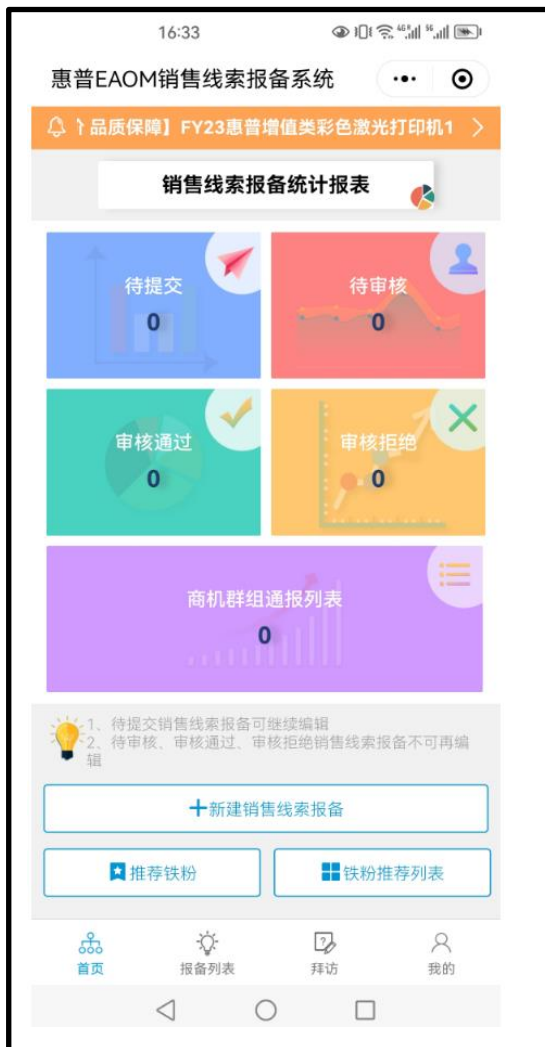 16:33
惠普EAOM销售线索报备系统
品质保障】FY23惠普增值类彩色激光打印机1
销售线索报备统计报表
待提交
0
待审核
0
审核通过
0
审核拒绝
0
商机群组通报列表
0
1、待提交销售线索报备可继续编辑
2、待审核、审核通过、审核拒绝销售线索报备不可再编
辑
新建销售线索报备
推荐铁粉
铁粉推荐列表
首页
报备列表
拜访
我的